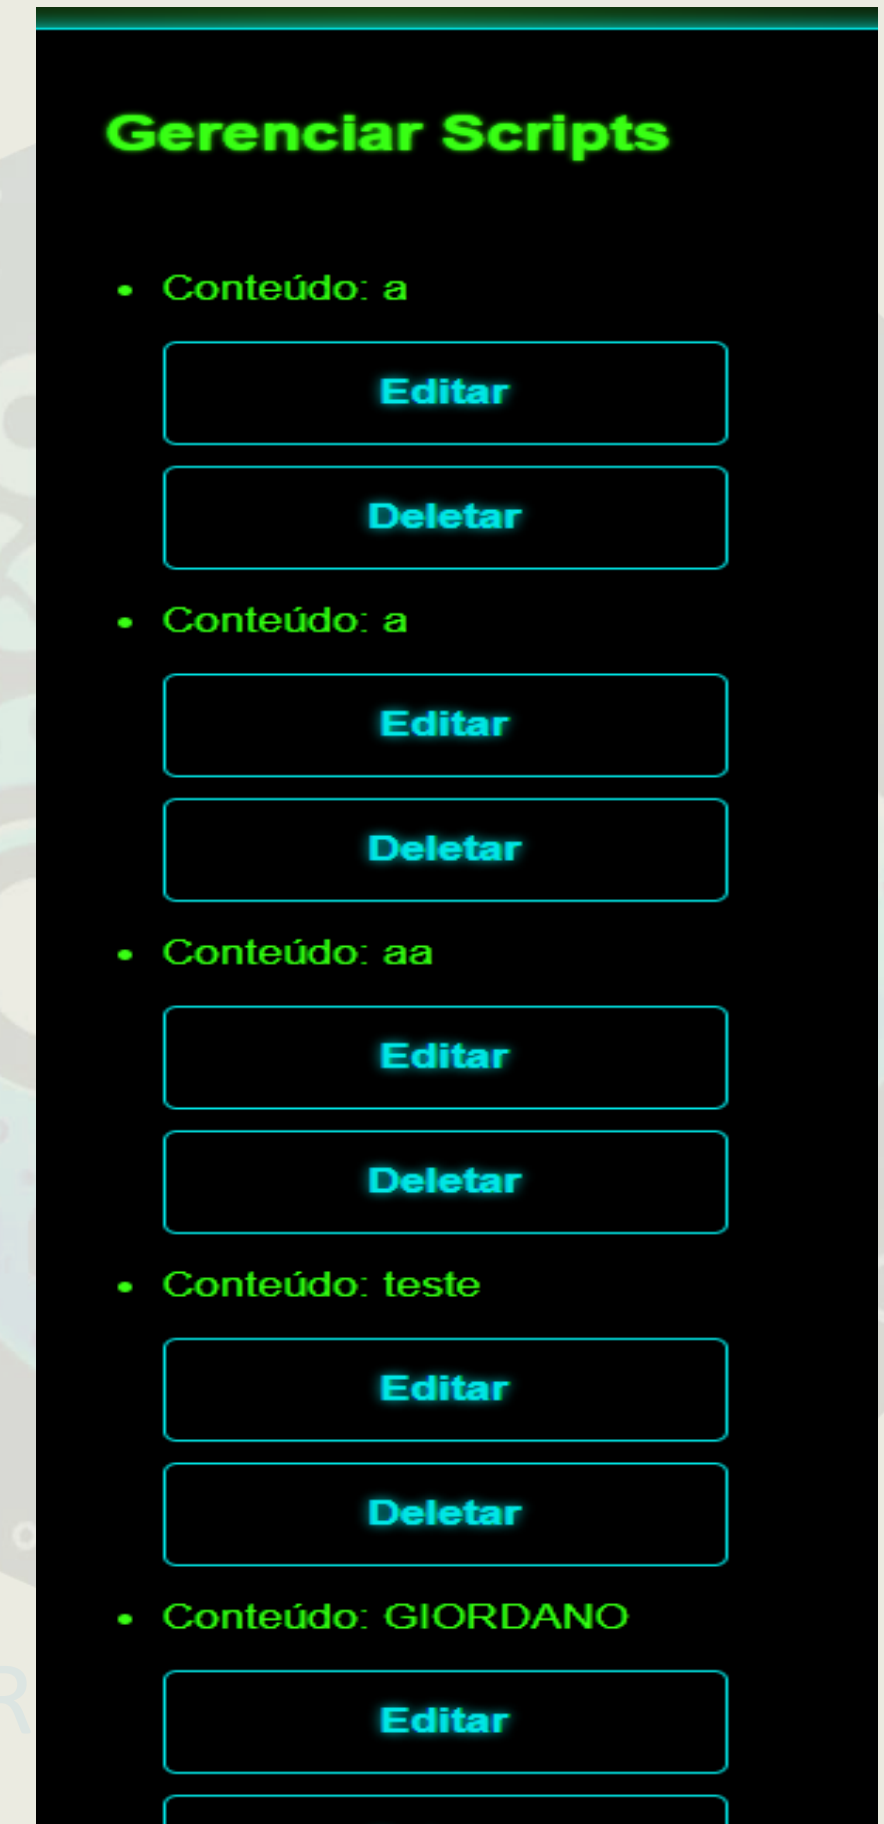 Gerenciar Scripts
• Conteúdo: a
Editar
Deletar
• Conteúdo: a
Editar
Deletar
• Conteúdo: aa
Editar
Deletar
• Conteúdo: teste
Editar
Deletar
• Conteúdo: GIORDANO
Editar
R